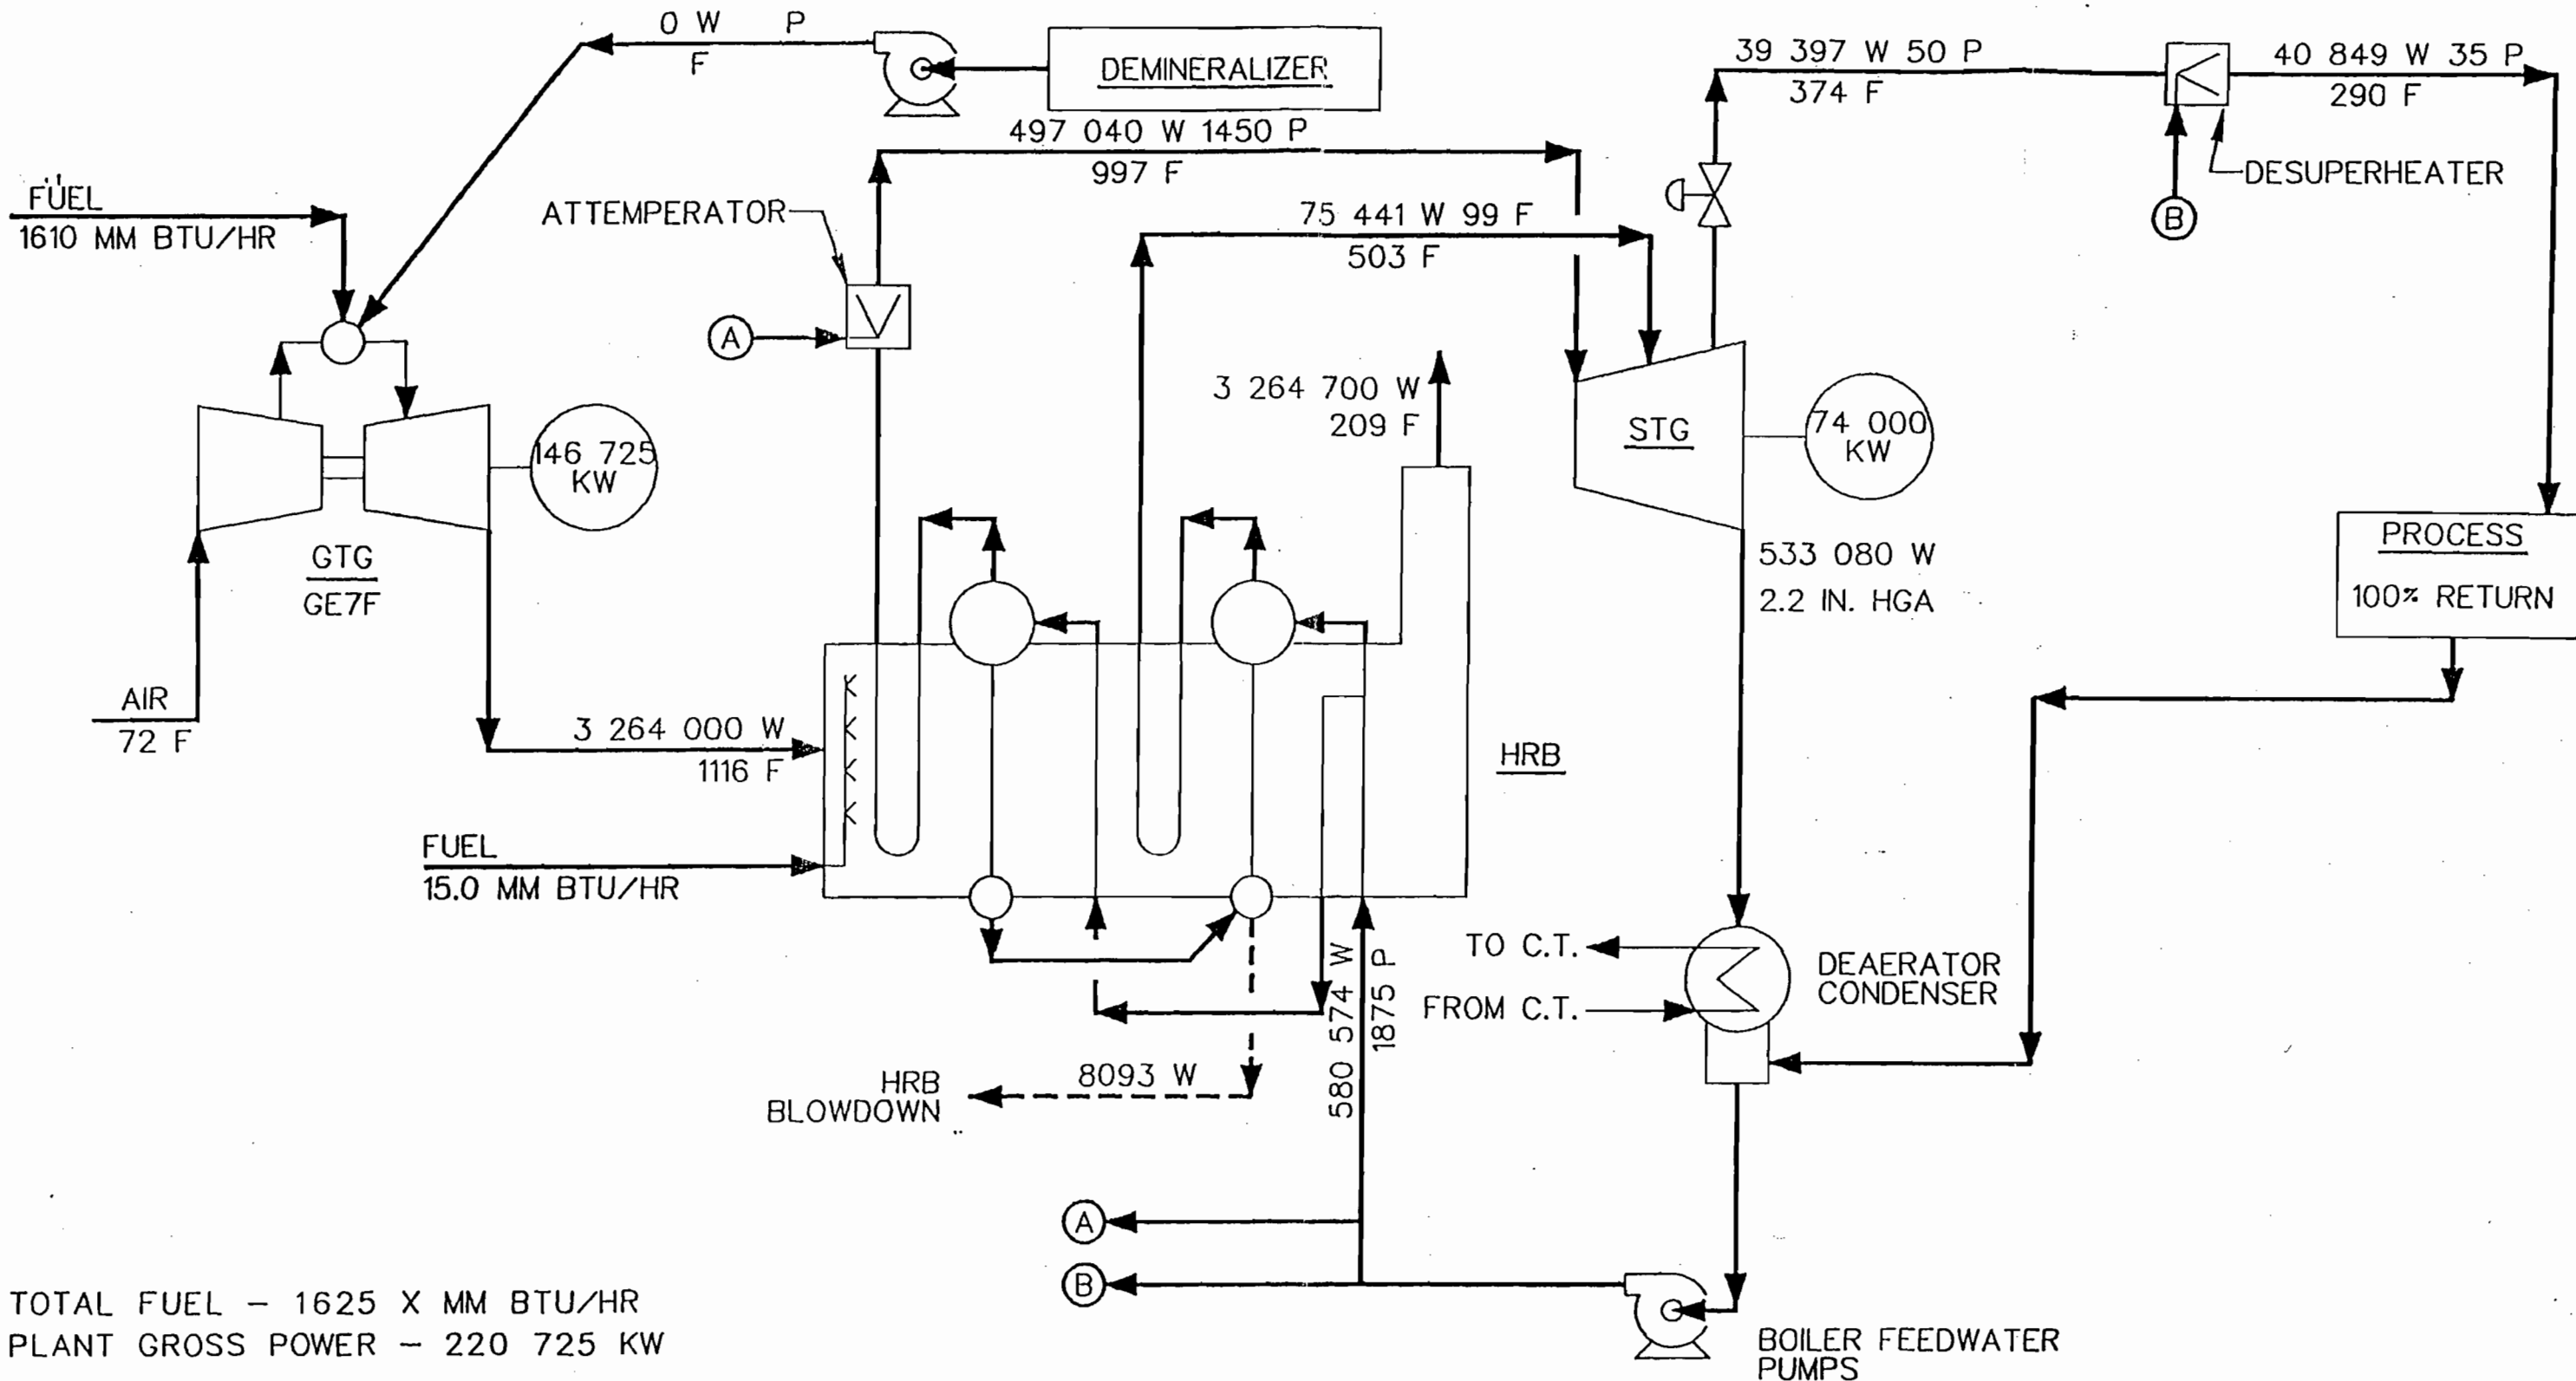 0 W P
F
DEMINERALIZER
39 397 W 50 P
374 F
40 849 W 35 P
290 F
497 040 W 1450 P
997 F
DESUPERHEATER
B
FUEL
1610 MM BTU/HR
ATTEMPERATOR
75 441 W 99 F
503 F
A
3 264 700 W
209 F
STG
74 000
KW
146 725
KW
GTG
GE7F
533 080 W
2.2 IN. HGA
PROCESS
100% RETURN
AIR
72 F
3 264 000 W
1116 F
HRB
FUEL
15.0 MM BTU/HR
TO C.T.
FROM C.T.
DEAERATOR
CONDENSER
580 574 W
1875 P
HRB
BLOWDOWN
8093 W
A
B
TOTAL FUEL – 1625 X MM BTU/HR
PLANT GROSS POWER – 220 725 KW
BOILER FEEDWATER
PUMPS